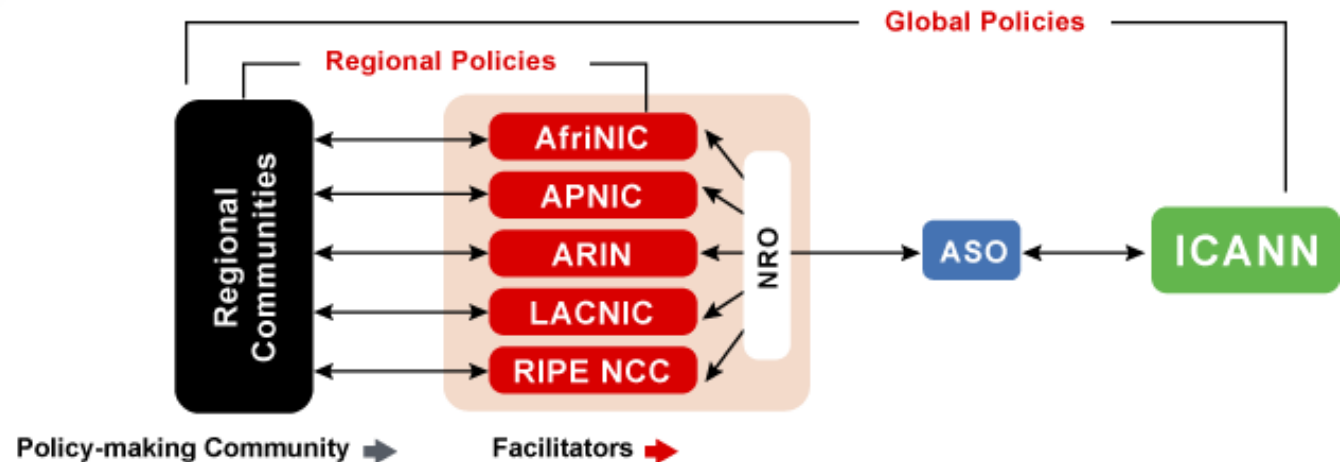 Global Policies
Regional Policies
Regional
Communities
AfriNIC
APNIC
ARIN
LACNIC
RIPE NCC
NRO
ASO
ICANN
Policy-making Community
Facilitators